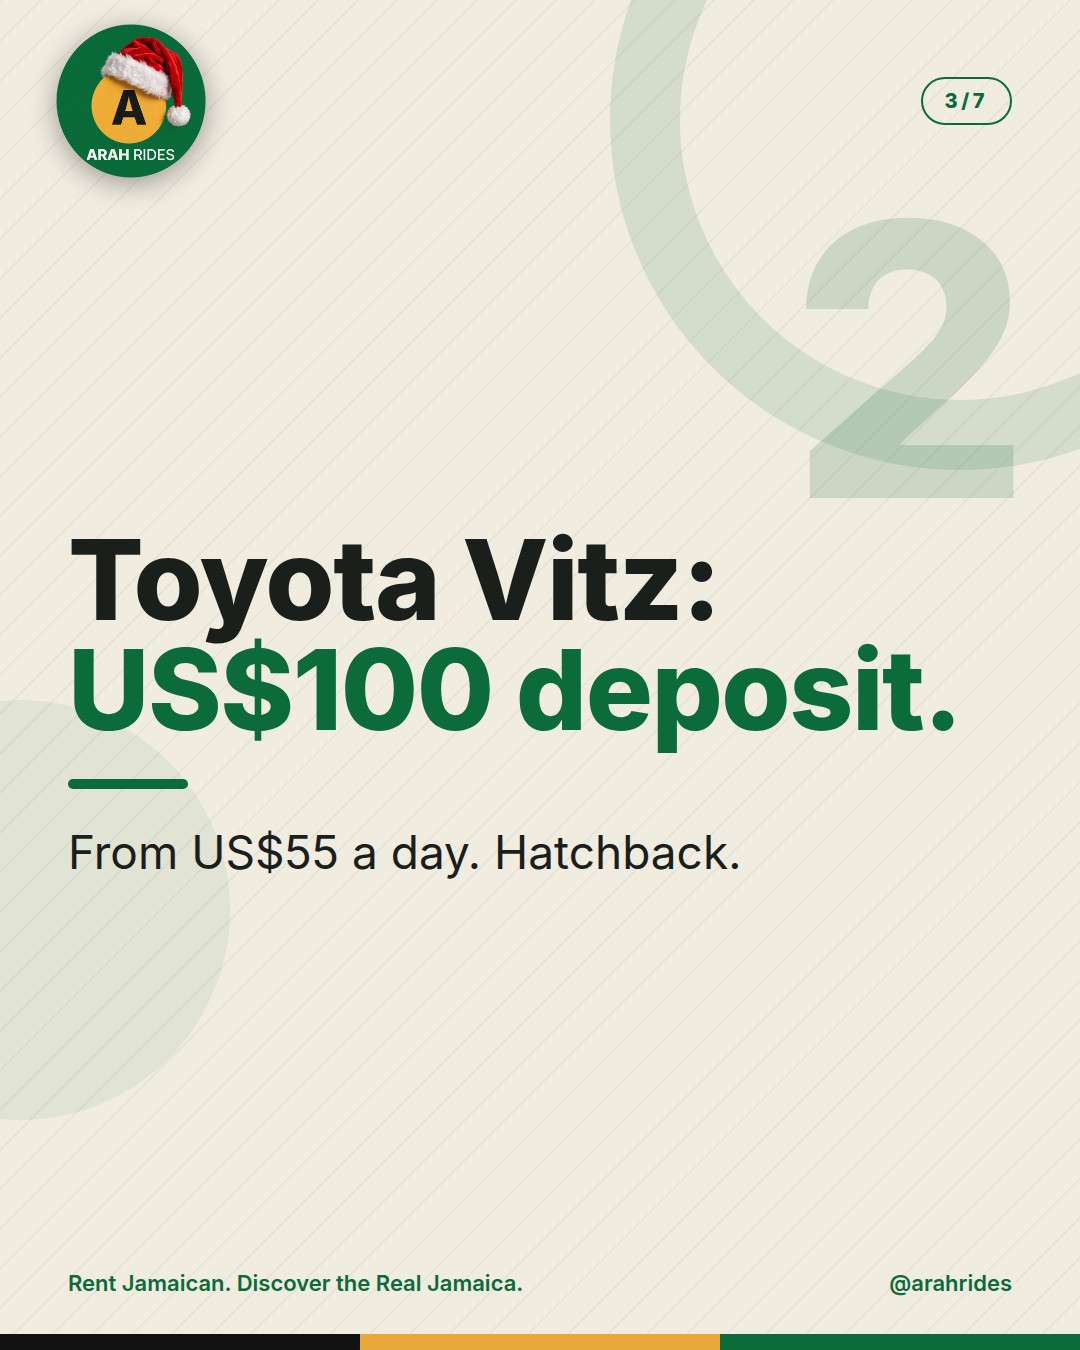 A
ARAH RIDES
3/7
2
Toyota Vitz:
US$100 deposit.
From US$55 a day. Hatchback.
Rent Jamaican. Discover the Real Jamaica.
@arahrides